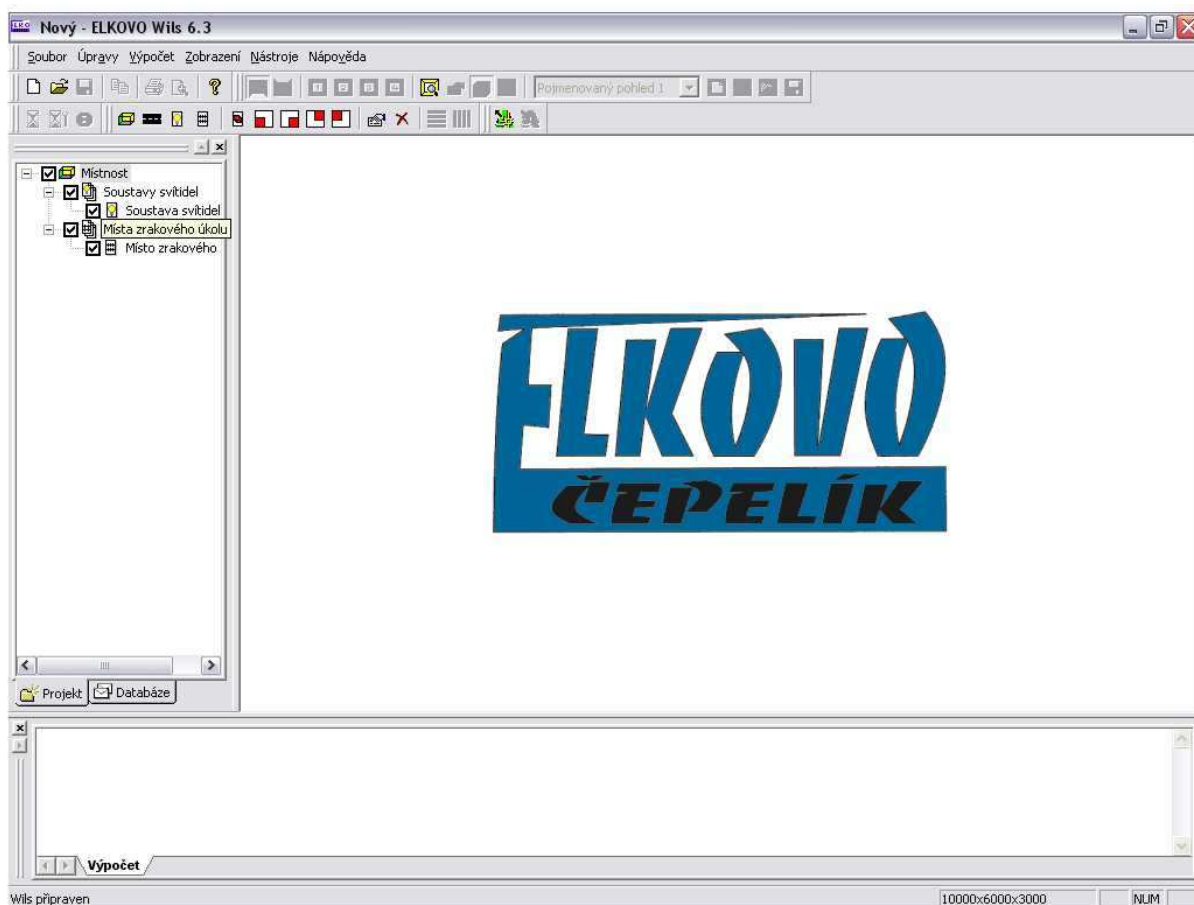 Nový - ELKOVO Wils 6.3
Soubor Úpravy Výpočet Zobrazení Nástroje Nápověda
Pojmenovaný pohled 1
Místnost
Soustavy svítidel
Soustava svítidel
Místa zrakového úkolu
Místo zrakového
ELKOVO
ČEPELÍK
Projekt Databáze
Výpočet
Wils připraven 10000x6000x3000 NUM